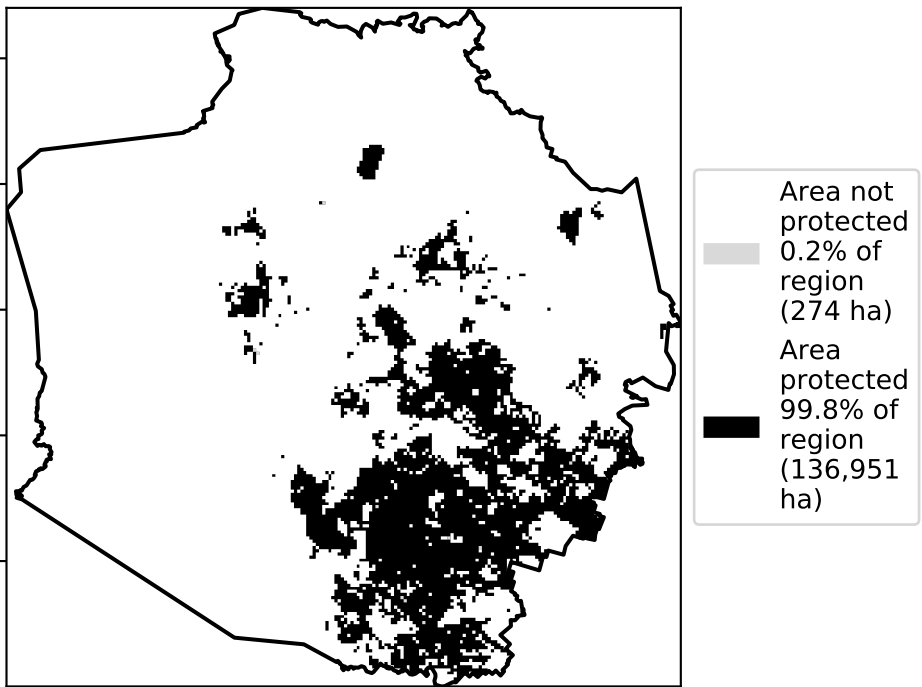 Area not
protected
0.2% of
region
(274 ha)
Area
protected
99.8% of
region
(136,951
ha)